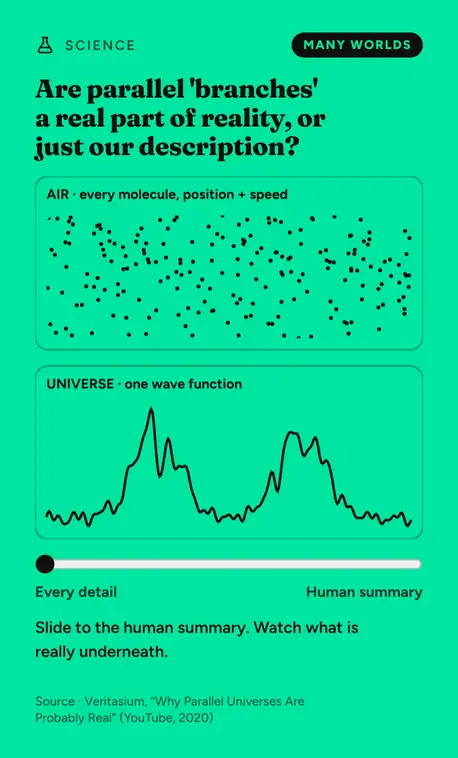 SCIENCE
MANY WORLDS
Are parallel 'branches'
a real part of reality, or
just our description?
AIR · every molecule, position + speed
UNIVERSE · one wave function
Every detail
Human summary
Slide to the human summary. Watch what is
really underneath.
Source · Veritasium, “Why Parallel Universes Are
Probably Real” (YouTube, 2020)